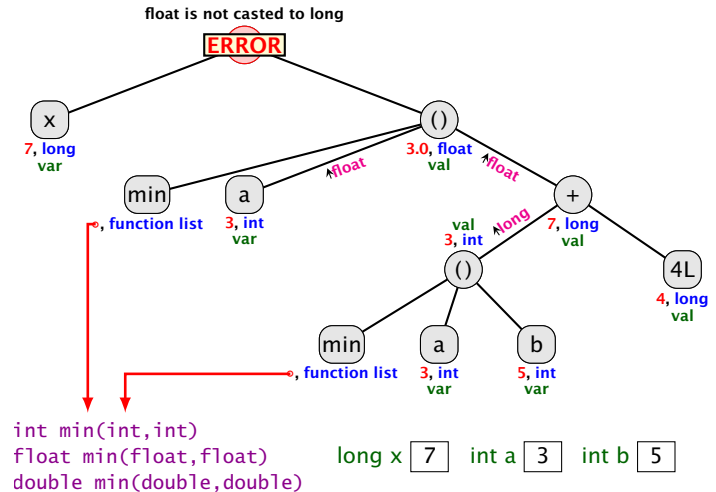 float is not casted to long
ERROR
x
7, long
var
()
3.0, float
val
float
float
min
, function list
a
3, int
var
+
7, long
val
long
val
3, int
()
4L
4, long
val
min
, function list
a
3, int
var
b
5, int
var
int min(int,int)
float min(float,float)
double min(double,double)
long x 7 int a 3 int b 5